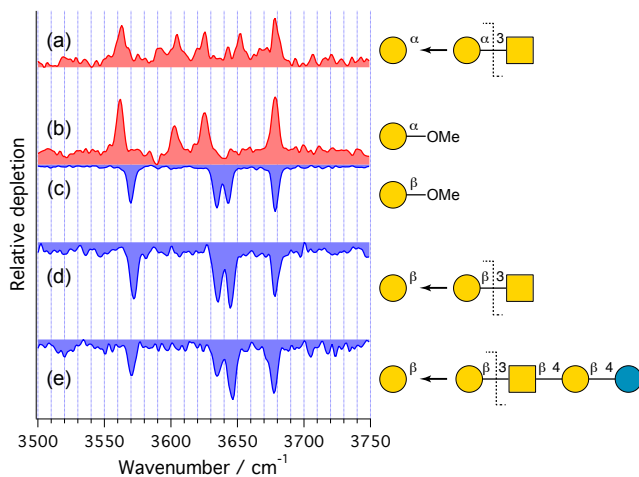 (a)
α
α 3
(b)
α
OMe
(c)
β
OMe
(d)
β
β 3
(e)
β
β 3 β 4 β 4
Relative depletion
3500 3550 3600 3650 3700 3750
Wavenumber / cm⁻¹